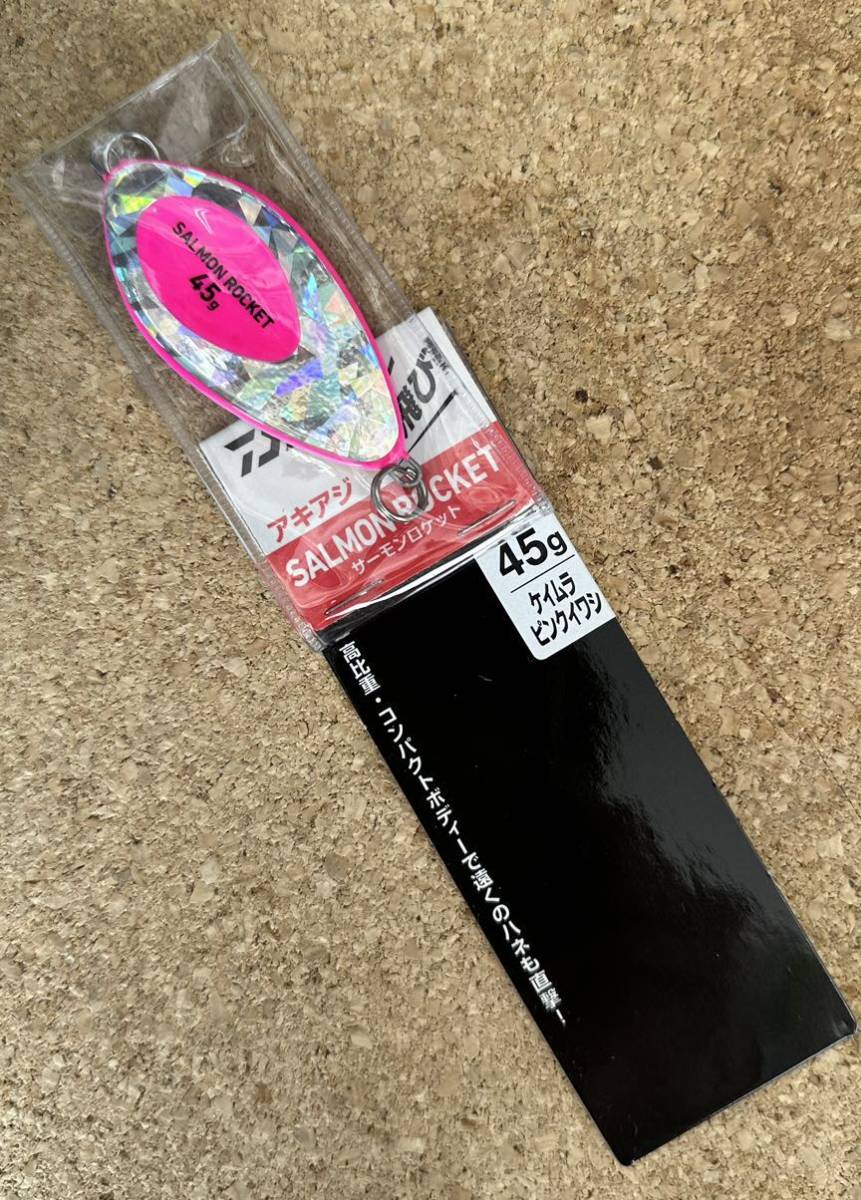 SALMON ROCKET
45g
飛び
アキアジ
SALMON ROCKET
サーモンロケット
45g
ケイムラ
ピンクイワシ
高比重・コンパクトボディーで遠くのハネも直撃!